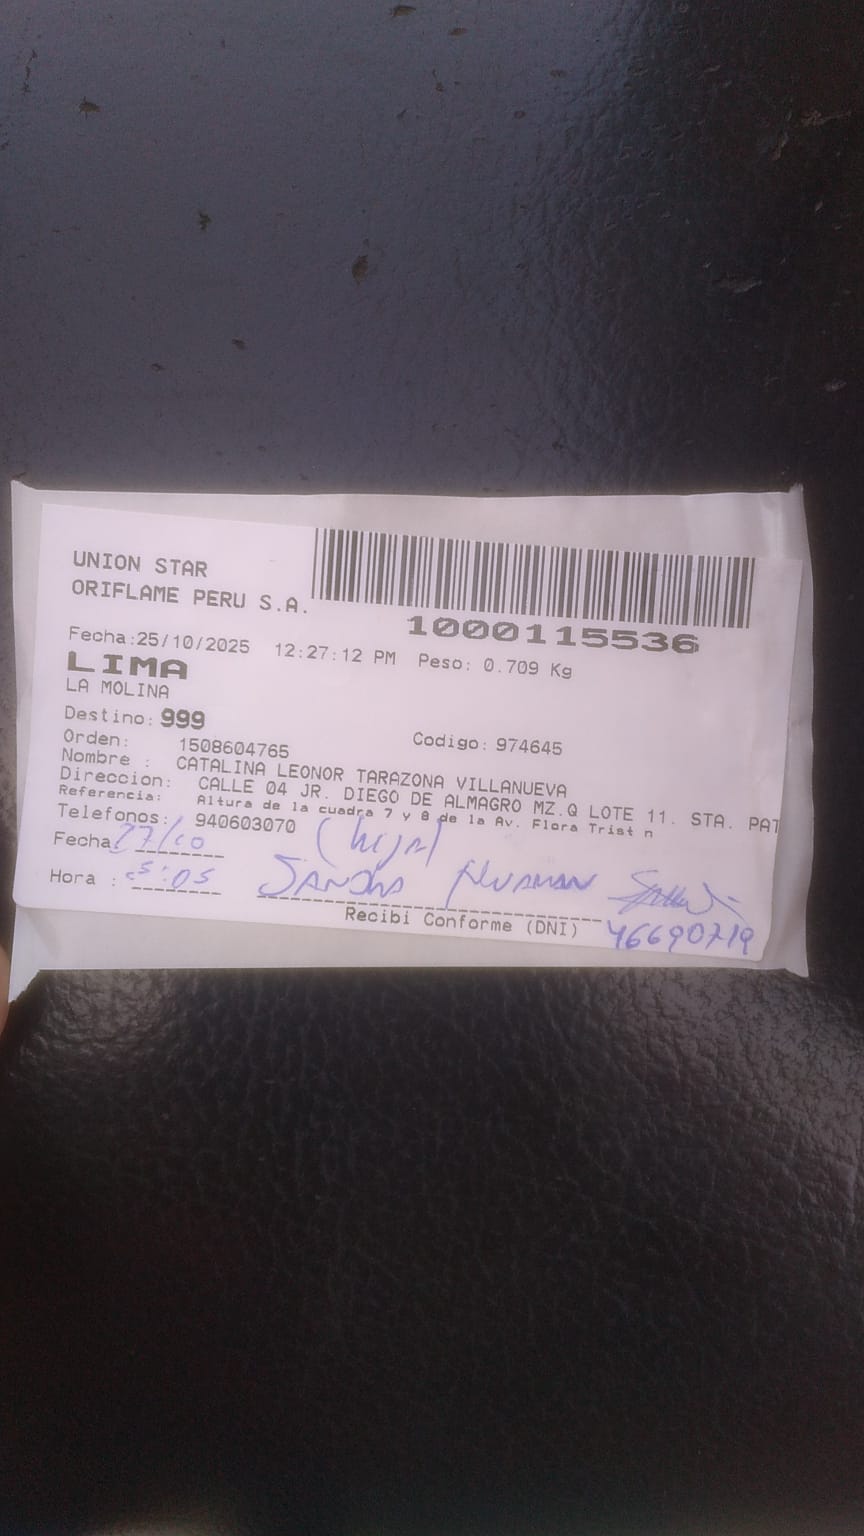 UNION STAR
ORIFLAME PERU S.A.
1000115536
Fecha:25/10/2025 12:27:12 PM Peso: 0.709 Kg
LIMA
LA MOLINA
Destino: 999
Orden: 1508604765 Codigo: 974645
Nombre : CATALINA LEONOR TARAZONA VILLANUEVA
Direccion: CALLE 04 JR. DIEGO DE ALMAGRO MZ.Q LOTE 11. STA. PAT
Referencia: Altura de la cuadra 7 y 8 de la Av. Flora Trist n
Telefonos: 940603070 (hija)
Fecha 27/10
Hora : 5:05 SANDRA HUAMAN
Recibi Conforme (DNI) 46690719